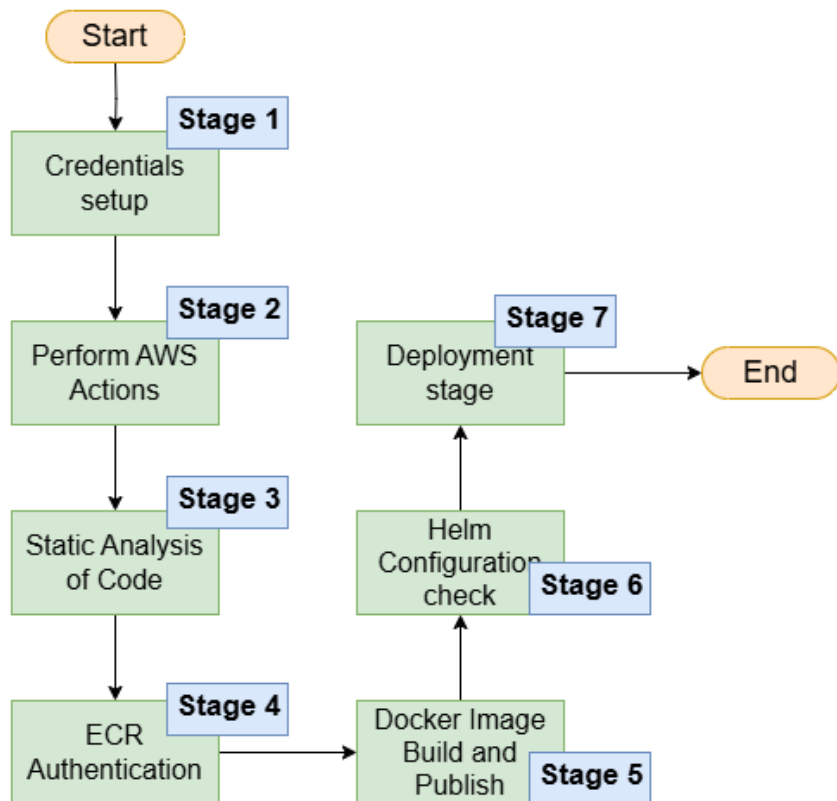 Start
Stage 1
Credentials
setup
Stage 2
Perform AWS
Actions
Stage 3
Static Analysis
of Code
Stage 4
ECR
Authentication
Docker Image
Build and
Publish
Stage 5
Helm
Configuration
check
Stage 6
Stage 7
Deployment
stage
End